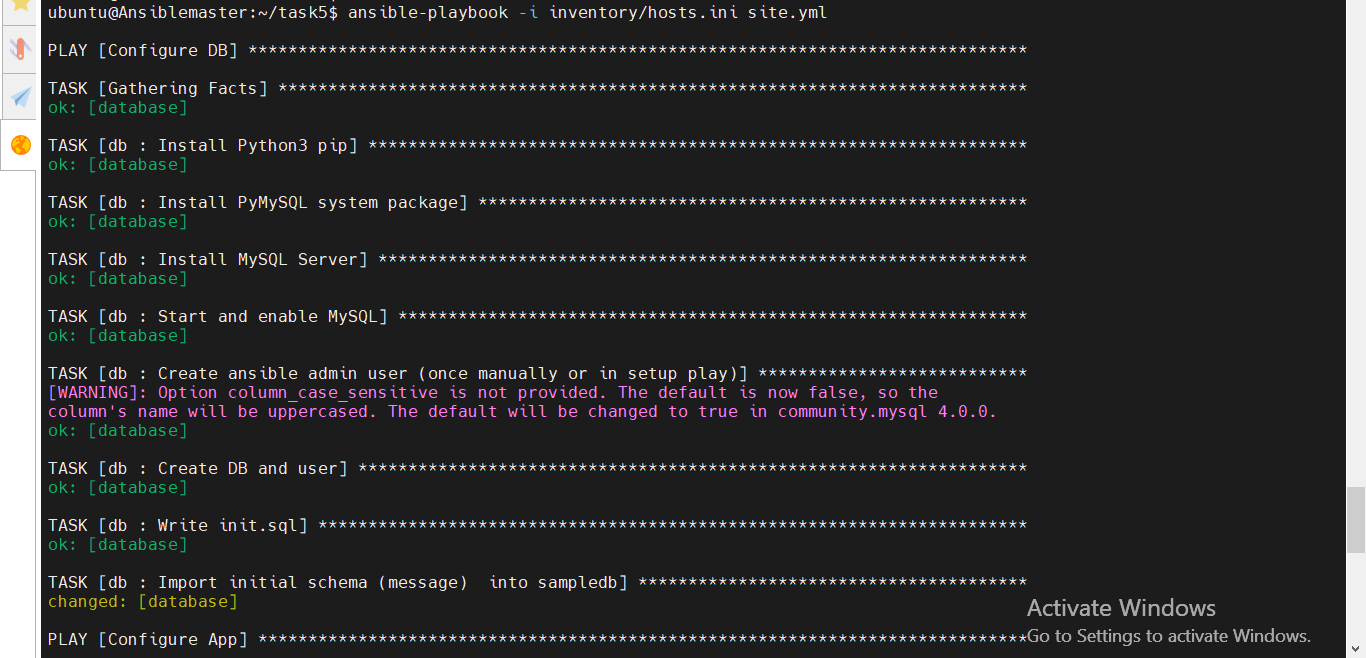 ubuntu@Ansiblemaster:~/task5$ ansible-playbook -i inventory/hosts.ini site.yml
PLAY [Configure DB] ******************************************************************************
TASK [Gathering Facts] ***************************************************************************
ok: [database]
TASK [db : Install Python3 pip] ******************************************************************
ok: [database]
TASK [db : Install PyMySQL system package] *******************************************************
ok: [database]
TASK [db : Install MySQL Server] *****************************************************************
ok: [database]
TASK [db : Start and enable MySQL] ***************************************************************
ok: [database]
TASK [db : Create ansible admin user (once manually or in setup play)] ***************************
[WARNING]: Option column_case_sensitive is not provided. The default is now false, so the
column's name will be uppercased. The default will be changed to true in community.mysql 4.0.0.
ok: [database]
TASK [db : Create DB and user] *******************************************************************
ok: [database]
TASK [db : Write init.sql] ***********************************************************************
ok: [database]
TASK [db : Import initial schema (message)  into sampledb] ***************************************
changed: [database]
PLAY [Configure App] *****************************************************************************
Activate Windows
Go to Settings to activate Windows.